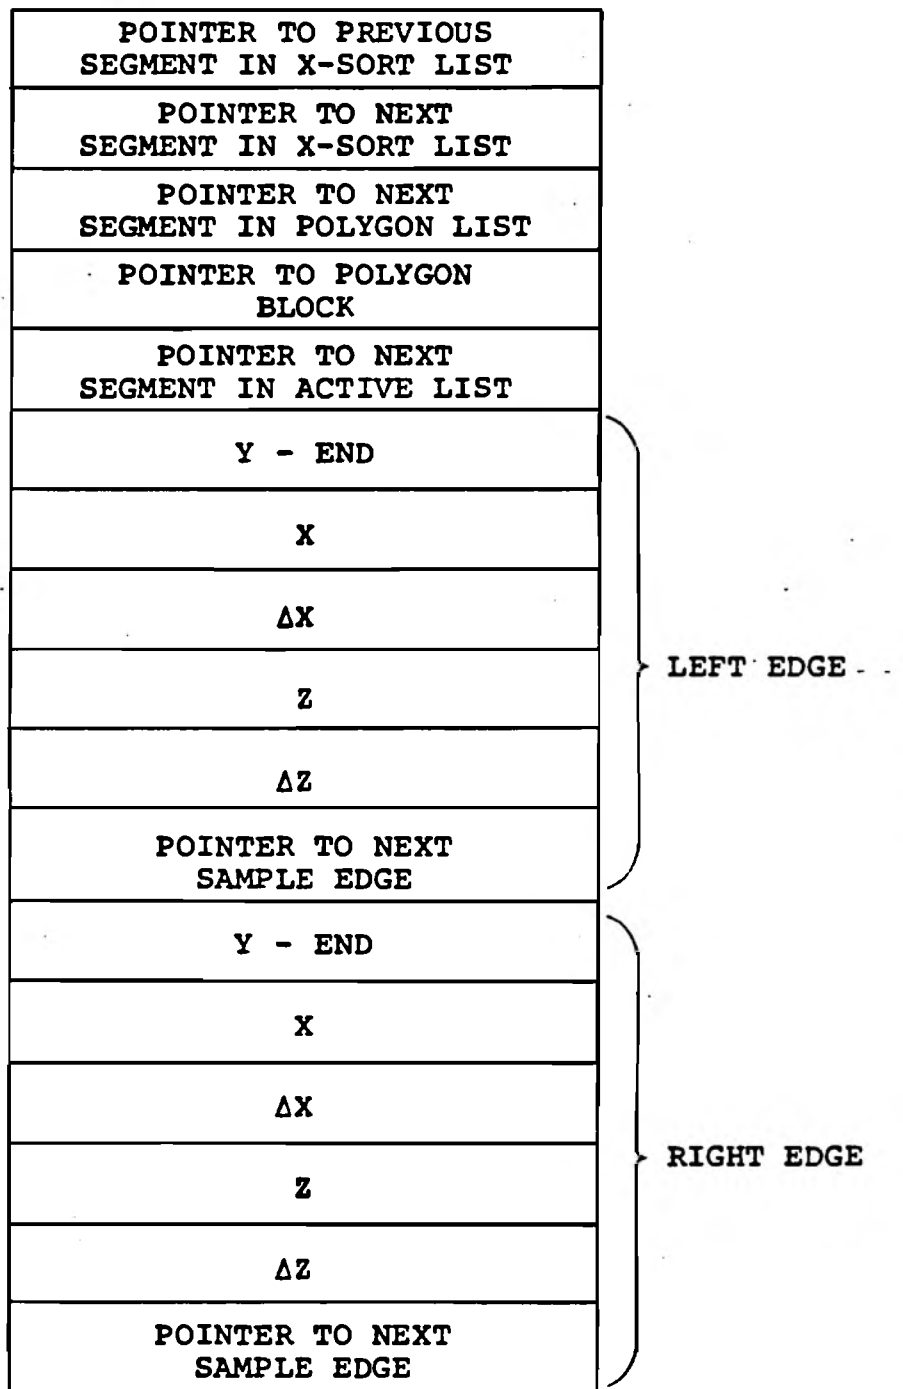 POINTER TO PREVIOUS
SEGMENT IN X-SORT LIST
POINTER TO NEXT
SEGMENT IN X-SORT LIST
POINTER TO NEXT
SEGMENT IN POLYGON LIST
POINTER TO POLYGON
BLOCK
POINTER TO NEXT
SEGMENT IN ACTIVE LIST
Y - END
X
ΔX
Z
ΔZ
POINTER TO NEXT
SAMPLE EDGE
LEFT EDGE
Y - END
X
ΔX
Z
ΔZ
POINTER TO NEXT
SAMPLE EDGE
RIGHT EDGE